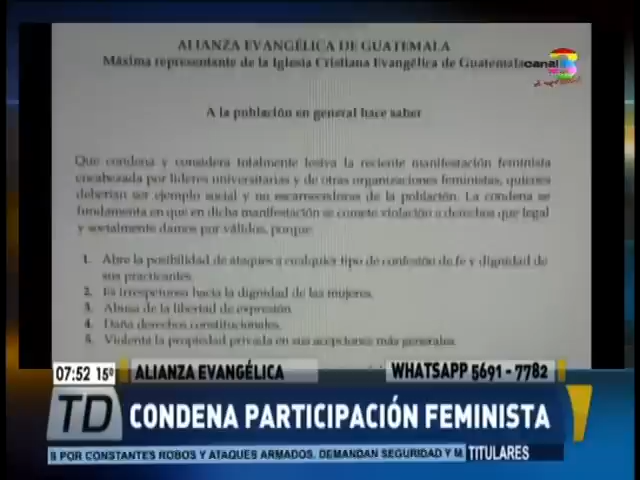 ALIANZA EVANGÉLICA DE GUATEMALA
Máxima representante de la Iglesia Cristiana Evangélica de Guatemala
canal 3
A la población en general hace saber
Que condena y considera totalmente lesiva la reciente manifestación feminista
encabezada por líderes universitarias y de otras organizaciones feministas, quienes
deberían ser ejemplo social y no escarnecedoras de la población. La condena se
fundamenta en que en dicha manifestación se comete violación a derechos que legal
y socialmente damos por válidos, porque:
1. Abre la posibilidad de ataques a cualquier tipo de confesión de fe y dignidad de
sus practicantes.
2. Es irrespetuosa hacia la dignidad de las mujeres.
3. Abusa de la libertad de expresión.
4. Daña derechos constitucionales.
5. Violenta la propiedad privada en sus acepciones más generales.
07:52 15º ALIANZA EVANGÉLICA WHATSAPP 5691 - 7782
TD CONDENA PARTICIPACIÓN FEMINISTA
POR CONSTANTES ROBOS Y ATAQUES ARMADOS, DEMANDAN SEGURIDAD Y M TITULARES